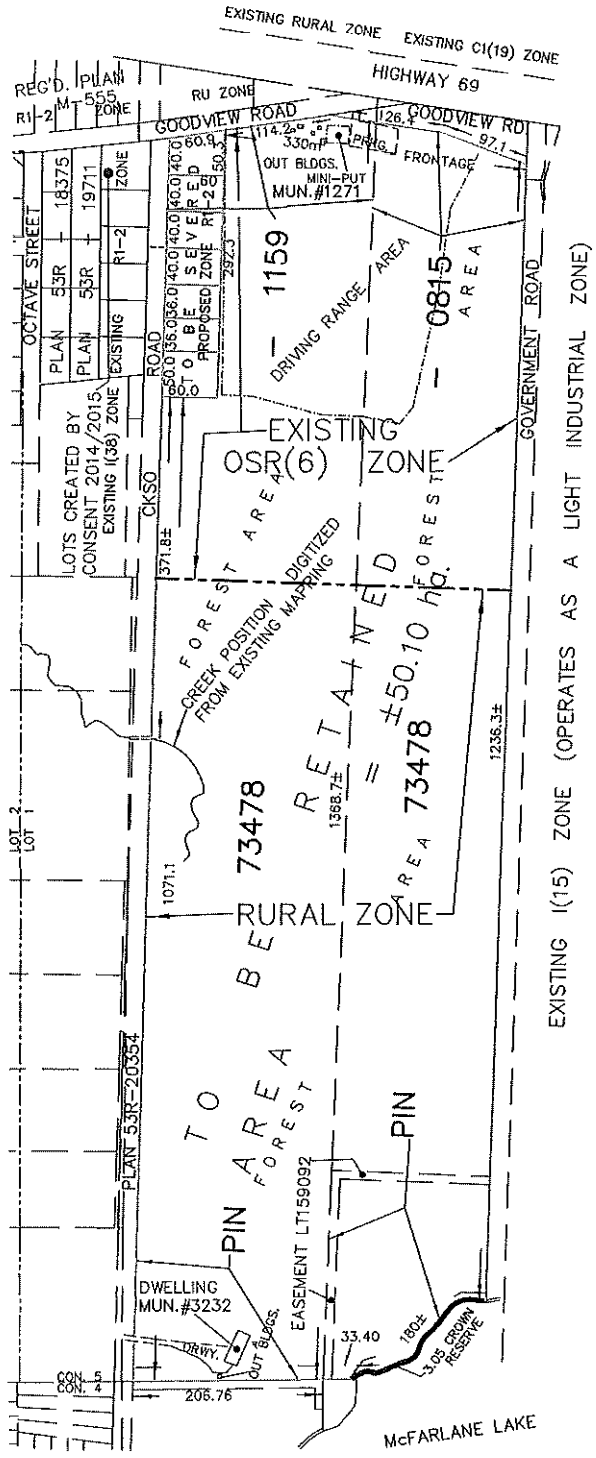 EXISTING RURAL ZONE EXISTING C1(19) ZONE
HIGHWAY 69
REG'D. PLAN
M-555
R1-2 ZONE
RU ZONE
GOODVIEW ROAD
GOODVIEW RD
OCTAVE STREET
PLAN 53R - 18375
PLAN 53R - 19711
EXISTING R1-2 ZONE
LOTS CREATED BY
CONSENT 2014/2015
EXISTING I(38) ZONE
CKSO ROAD
60.9
40.0
40.0
40.0
40.0
36.0
36.0
50.0
60.0
50.3
TO BE SEVERED
PROPOSED ZONE R1-2
292.3
114.2
330m²
OUT BLDGS.
MINI-PUT
MUN.#1271
PRKG.
126.4
97.1
FRONTAGE
1159
0815
DRIVING RANGE AREA
AREA
GOVERNMENT ROAD
EXISTING
OSR(6) ZONE
371.8±
FOREST AREA
FOREST
CREEK POSITION DIGITIZED
FROM EXISTING MAPPING
LOT 2
LOT 1
73478
73478
AREA TO BE RETAINED
= ±50.10 ha.
AREA
1368.7±
1236.3±
1071.1
RURAL ZONE
PLAN 53R-20354
FOREST
PIN
PIN
EASEMENT LT159092
DWELLING
MUN.#3232
DRWY.
OUT BLDGS.
33.40
180±
3.05 CROWN
RESERVE
CON. 5
CON. 4
206.76
McFARLANE LAKE
EXISTING I(15) ZONE (OPERATES AS A LIGHT INDUSTRIAL ZONE)